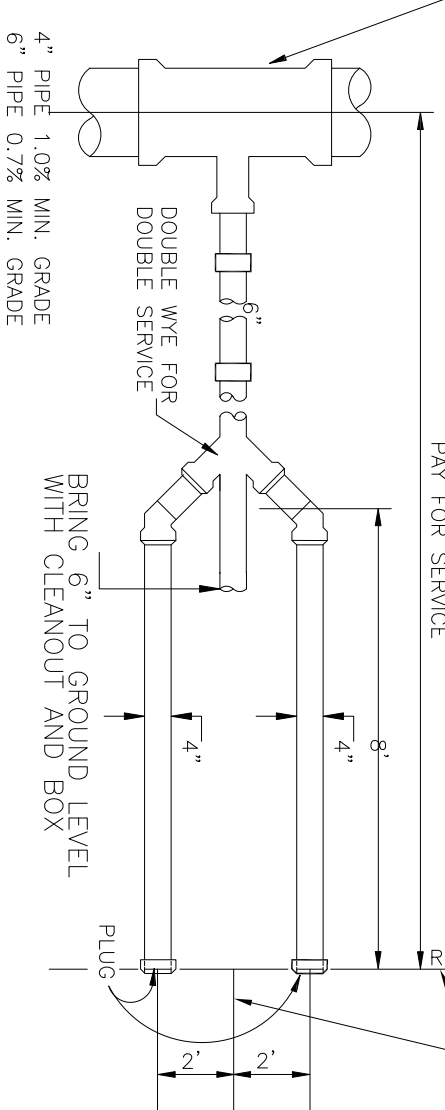 4" PIPE 1.0% MIN. GRADE
6" PIPE 0.7% MIN. GRADE
DOUBLE WYE FOR
DOUBLE SERVICE
6"
PAY FOR SERVICE
BRING 6" TO GROUND LEVEL
WITH CLEANOUT AND BOX
4"
4"
8'
PLUG
R
2'
2'